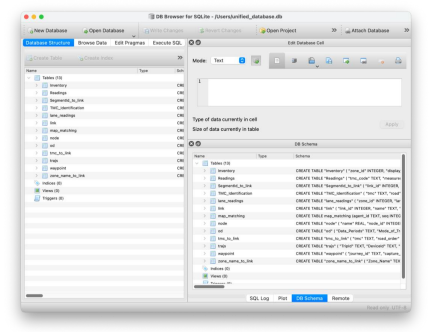 DB Browser for SQLite - /Users/unified_database.db
New Database Open Database Write Changes Revert Changes Open Project Attach Database
Database Structure Browse Data Edit Pragmas Execute SQL
Create Table Create Index
Name Type Sch
Tables (13)
Inventory CRE
Readings CRE
SegmentId_to_link CRE
TMC_Identification CRE
lane_readings CRE
link CRE
map_matching CRE
node CRE
od CRE
tmc_to_link CRE
trajs CRE
waypoint CRE
zone_name_to_link CRE
Indices (0)
Views (0)
Triggers (0)
Edit Database Cell
Mode: Text
1
Type of data currently in cell
Size of data currently in table
Apply
DB Schema
Name Type Schema
Tables (13)
Inventory CREATE TABLE "Inventory" ( "zone_id" INTEGER, "display
Readings CREATE TABLE "Readings" ( "tmc_code" TEXT, "measure
SegmentId_to_link CREATE TABLE "SegmentId_to_link" ( "link_id" INTEGER,
TMC_Identification CREATE TABLE "TMC_Identification" ( "tmc" TEXT, "road"
lane_readings CREATE TABLE "lane_readings" ( "zone_id" INTEGER, "lan
link CREATE TABLE "link" ( "link_id" INTEGER, "name" TEXT, "
map_matching CREATE TABLE map_matching (agent_id TEXT, seq INTEG
node CREATE TABLE "node" ( "name" REAL, "node_id" INTEGER
od CREATE TABLE "od" ( "Data_Periods" TEXT, "Mode_of_Tr
tmc_to_link CREATE TABLE "tmc_to_link" ( "tmc" TEXT, "road_order"
trajs CREATE TABLE "trajs" ( "TripId" TEXT, "DeviceId" TEXT, "
waypoint CREATE TABLE "waypoint" ( "journey_id" TEXT, "capture_
zone_name_to_link CREATE TABLE "zone_name_to_link" ( "Zone_Name" TEX
Indices (0)
Views (0)
Triggers (0)
SQL Log Plot DB Schema Remote
Read only UTF-8